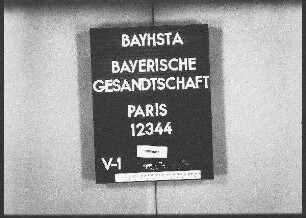 BAYHSTA
BAYERISCHE
GESANDTSCHAFT
PARIS
12344
V-1